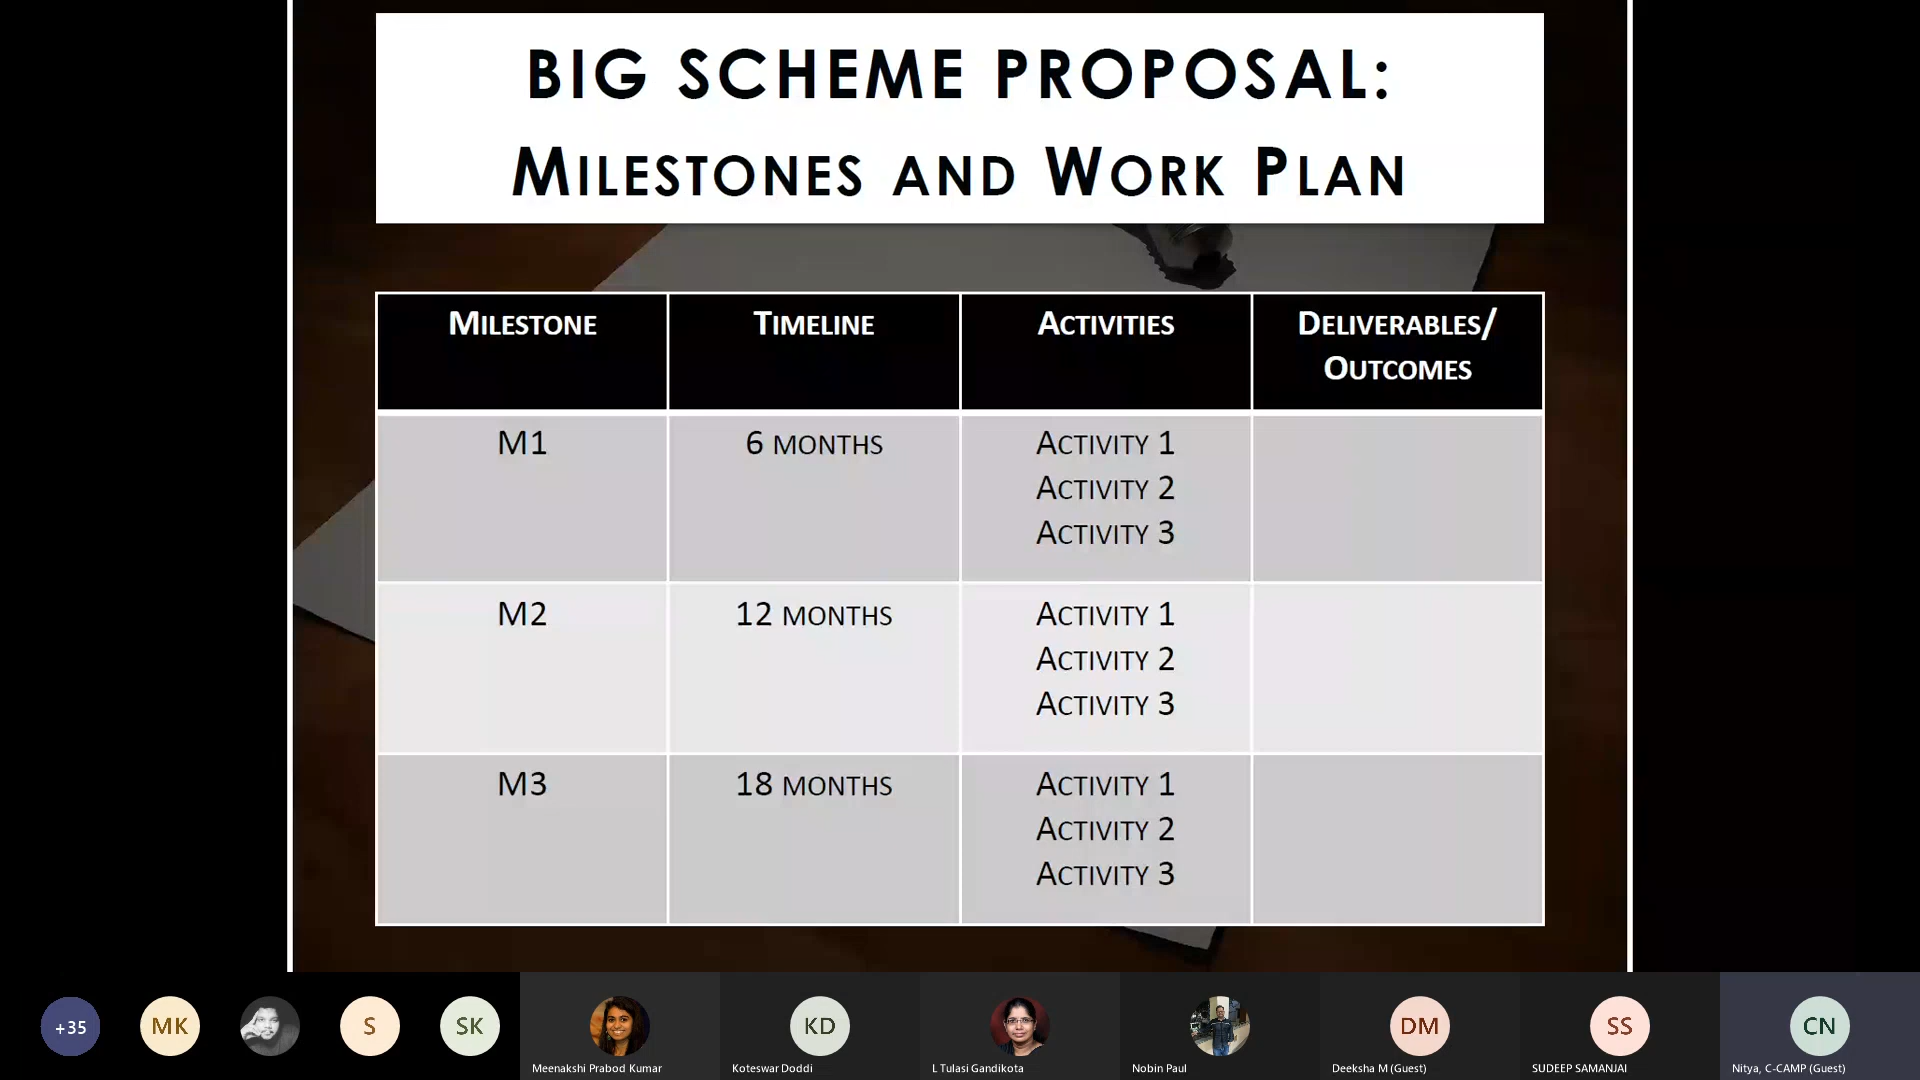 BIG SCHEME PROPOSAL:
MILESTONES AND WORK PLAN
MILESTONE TIMELINE ACTIVITIES DELIVERABLES/
OUTCOMES
M1 6 MONTHS ACTIVITY 1
ACTIVITY 2
ACTIVITY 3
M2 12 MONTHS ACTIVITY 1
ACTIVITY 2
ACTIVITY 3
M3 18 MONTHS ACTIVITY 1
ACTIVITY 2
ACTIVITY 3
+35 MK S SK KD DM SS CN
Meenakshi Prabod Kumar Koteswar Doddi L Tulasi Gandikota Nobin Paul Deeksha M (Guest) SUDEEP SAMANJAI Nitya, C-CAMP (Guest)